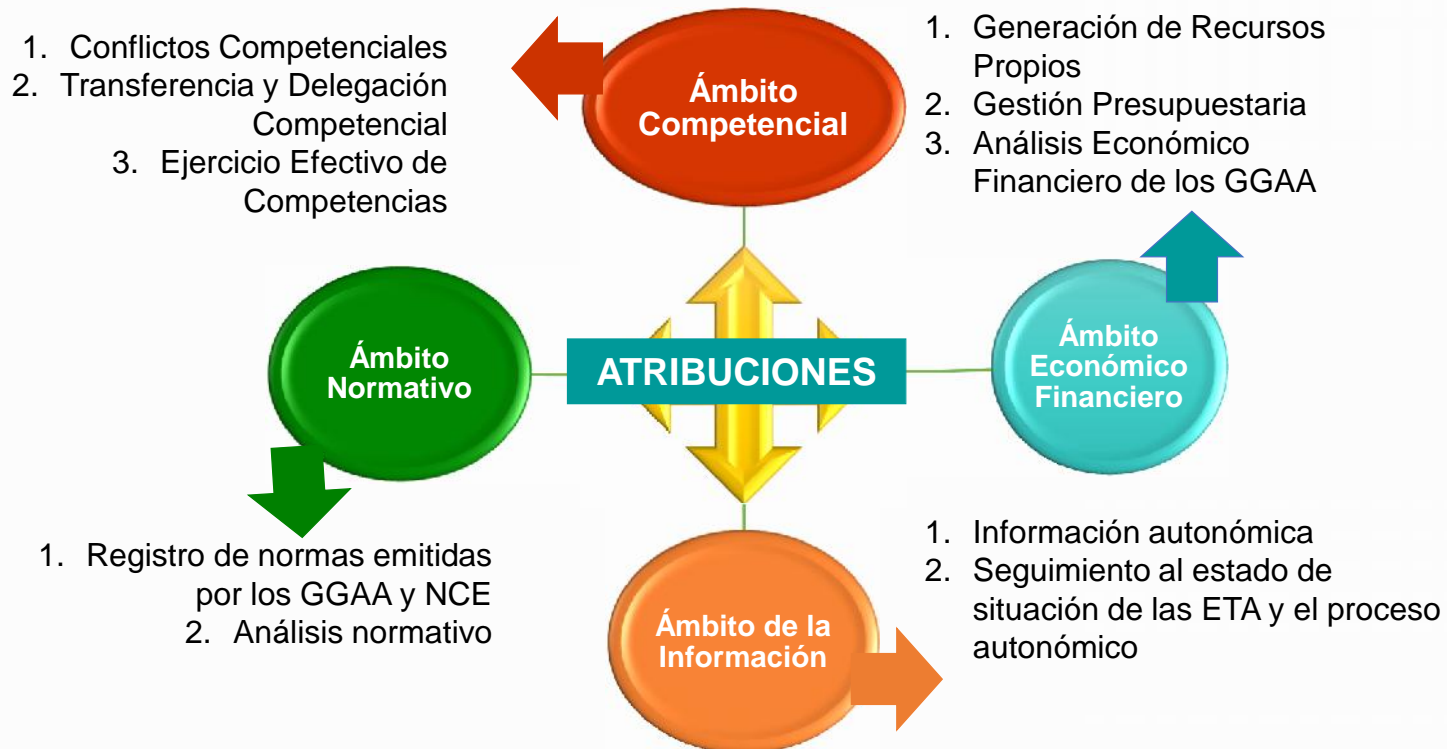 1. Conflictos Competenciales
2. Transferencia y Delegación
Competencial
3. Ejercicio Efectivo de
Competencias
Ámbito
Competencial
1. Generación de Recursos
Propios
2. Gestión Presupuestaria
3. Análisis Económico
Financiero de los GGAA
Ámbito
Normativo
ATRIBUCIONES
Ámbito
Económico
Financiero
1. Registro de normas emitidas
por los GGAA y NCE
2. Análisis normativo
Ámbito de la
Información
1. Información autonómica
2. Seguimiento al estado de
situación de las ETA y el proceso
autonómico